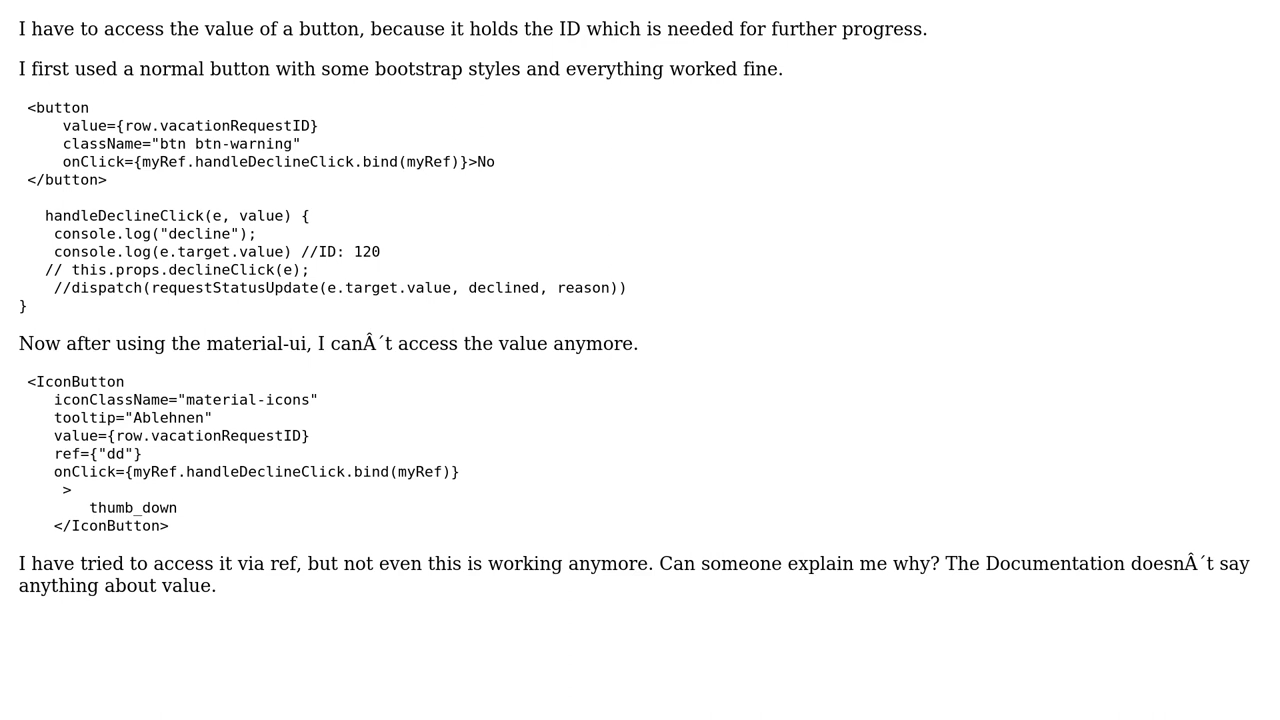 I have to access the value of a button, because it holds the ID which is needed for further progress.
I first used a normal button with some bootstrap styles and everything worked fine.
<button
value={row.vacationRequestID}
className="btn btn-warning"
onClick={myRef.handleDeclineClick.bind(myRef)}>No
</button>
handleDeclineClick(e, value) {
console.log("decline");
console.log(e.target.value) //ID: 120
// this.props.declineClick(e);
//dispatch(requestStatusUpdate(e.target.value, declined, reason))
}
Now after using the material-ui, I canÂ´t access the value anymore.
<IconButton
iconClassName="material-icons"
tooltip="Ablehnen"
value={row.vacationRequestID}
ref={"dd"}
onClick={myRef.handleDeclineClick.bind(myRef)}
>
thumb_down
</IconButton>
I have tried to access it via ref, but not even this is working anymore. Can someone explain me why? The Documentation doesnÂ´t say
anything about value.